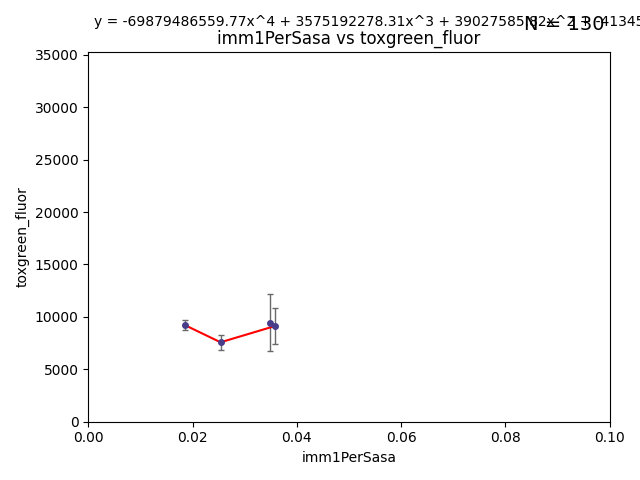 y = -69879486559.77x^4 + 3575192278.31x^3 + 39027585
N = 130
imm1PerSasa vs toxgreen_fluor
35000
30000
25000
20000
15000
10000
5000
0
toxgreen_fluor
0.00 0.02 0.04 0.06 0.08 0.10
imm1PerSasa